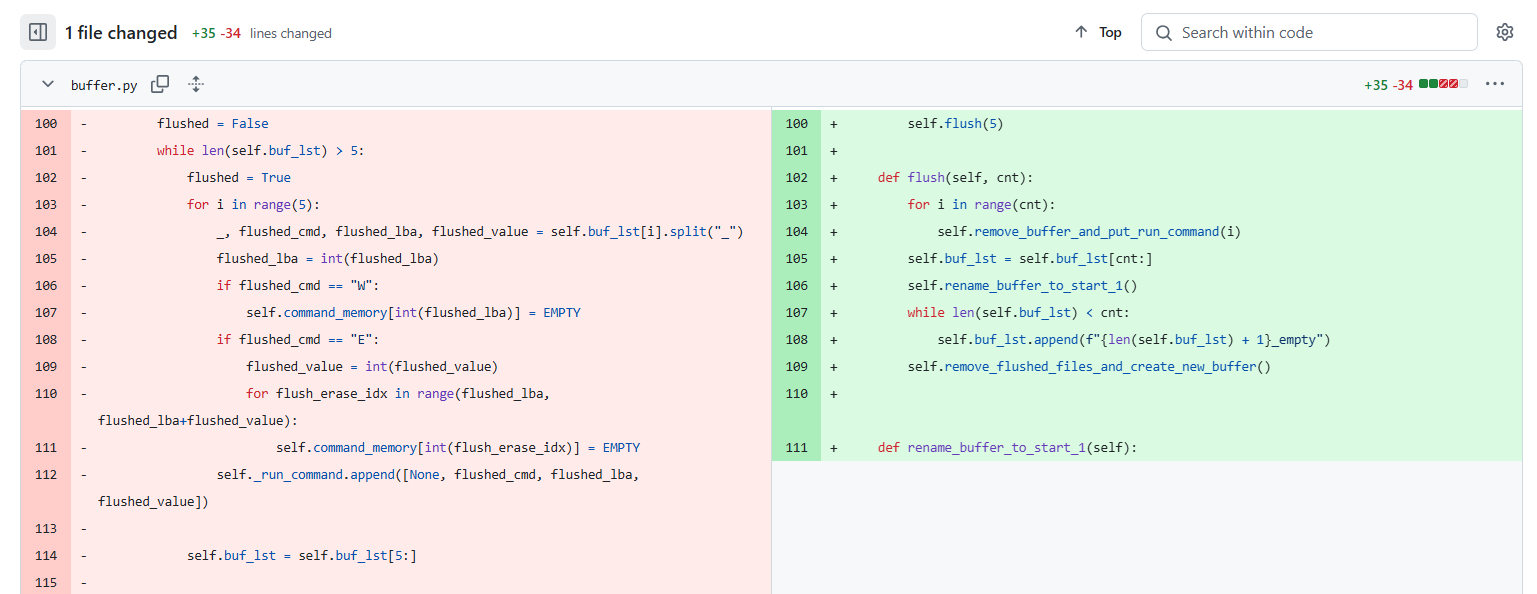 1 file changed +35 -34 lines changed
Top
Search within code
buffer.py
+35 -34
100 - flushed = False
101 - while len(self.buf_lst) > 5:
102 - flushed = True
103 - for i in range(5):
104 - _, flushed_cmd, flushed_lba, flushed_value = self.buf_lst[i].split("_")
105 - flushed_lba = int(flushed_lba)
106 - if flushed_cmd == "W":
107 - self.command_memory[int(flushed_lba)] = EMPTY
108 - if flushed_cmd == "E":
109 - flushed_value = int(flushed_value)
110 - for flush_erase_idx in range(flushed_lba,
flushed_lba+flushed_value):
111 - self.command_memory[int(flush_erase_idx)] = EMPTY
112 - self._run_command.append([None, flushed_cmd, flushed_lba,
flushed_value])
113 -
114 - self.buf_lst = self.buf_lst[5:]
115 -
100 + self.flush(5)
101 +
102 + def flush(self, cnt):
103 + for i in range(cnt):
104 + self.remove_buffer_and_put_run_command(i)
105 + self.buf_lst = self.buf_lst[cnt:]
106 + self.rename_buffer_to_start_1()
107 + while len(self.buf_lst) < cnt:
108 + self.buf_lst.append(f"{len(self.buf_lst) + 1}_empty")
109 + self.remove_flushed_files_and_create_new_buffer()
110 +
111 + def rename_buffer_to_start_1(self):